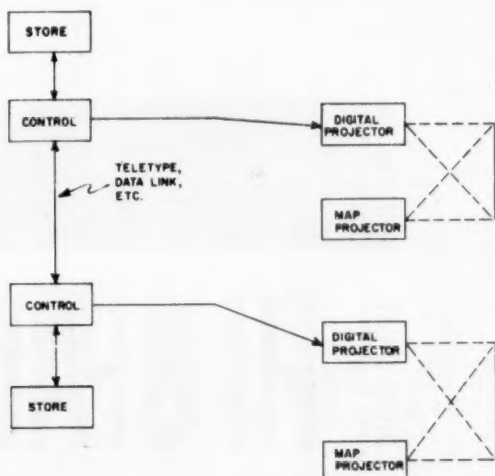 STORE
CONTROL
DIGITAL
PROJECTOR
TELETYPE,
DATA LINK,
ETC.
MAP
PROJECTOR
CONTROL
DIGITAL
PROJECTOR
STORE
MAP
PROJECTOR